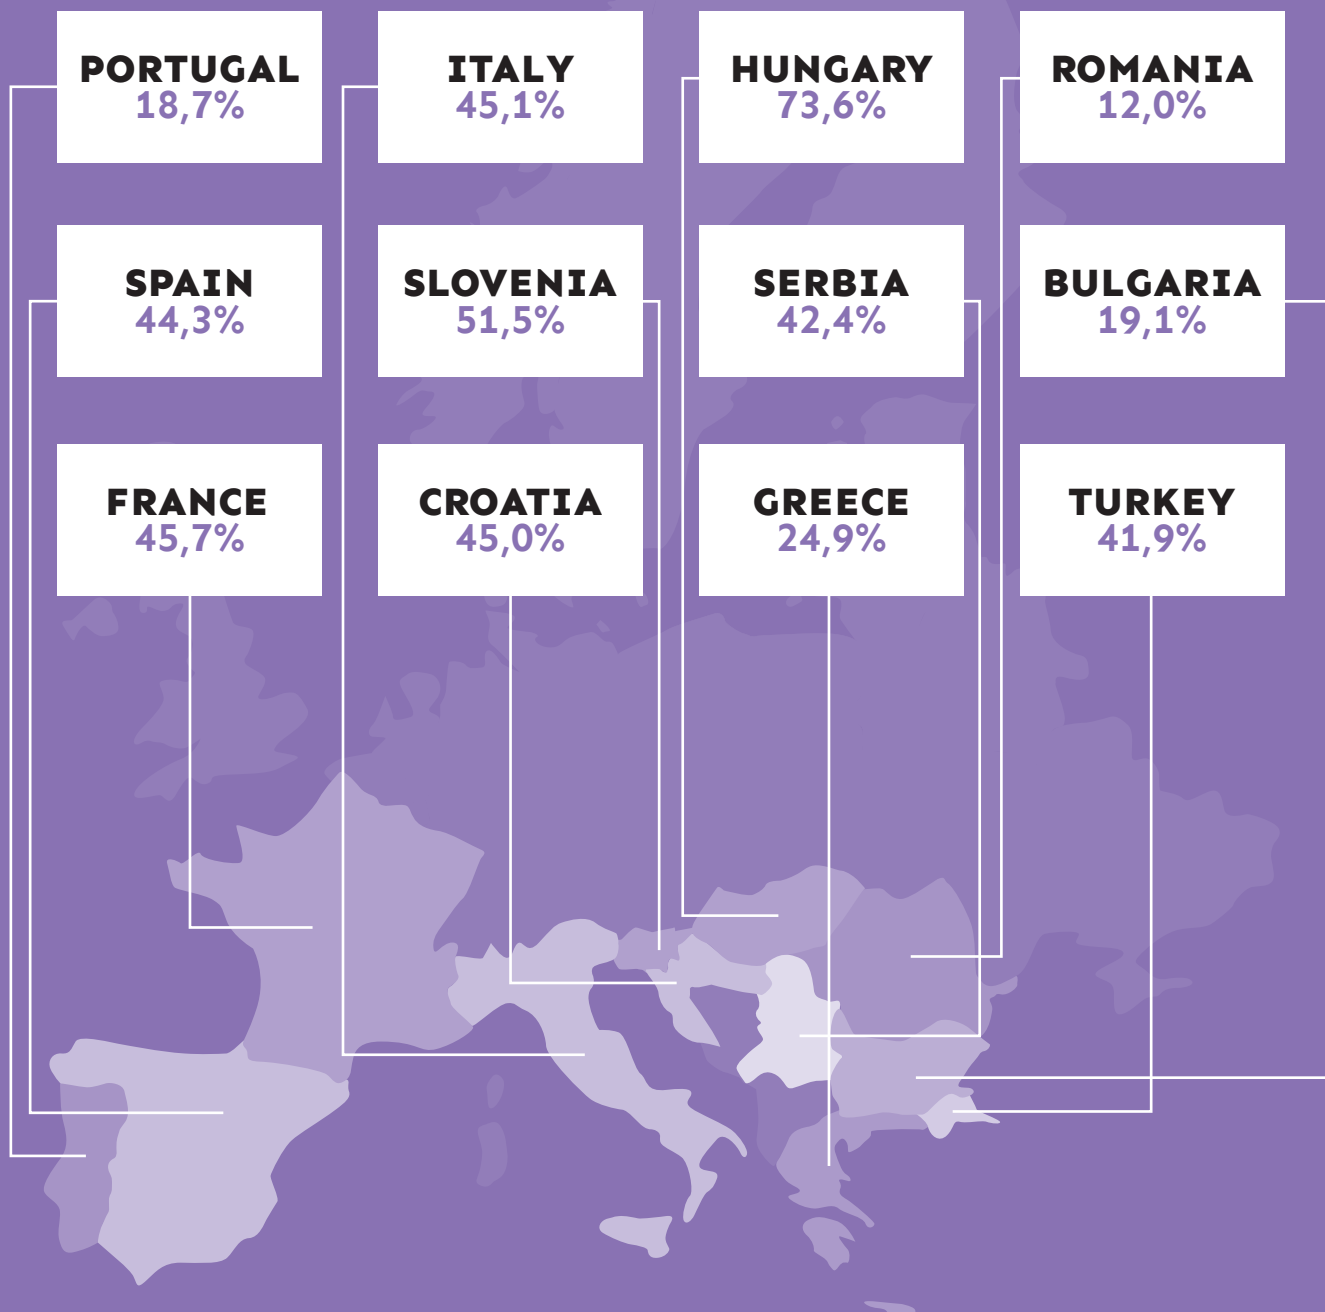 PORTUGAL
18,7%
ITALY
45,1%
HUNGARY
73,6%
ROMANIA
12,0%
SPAIN
44,3%
SLOVENIA
51,5%
SERBIA
42,4%
BULGARIA
19,1%
FRANCE
45,7%
CROATIA
45,0%
GREECE
24,9%
TURKEY
41,9%